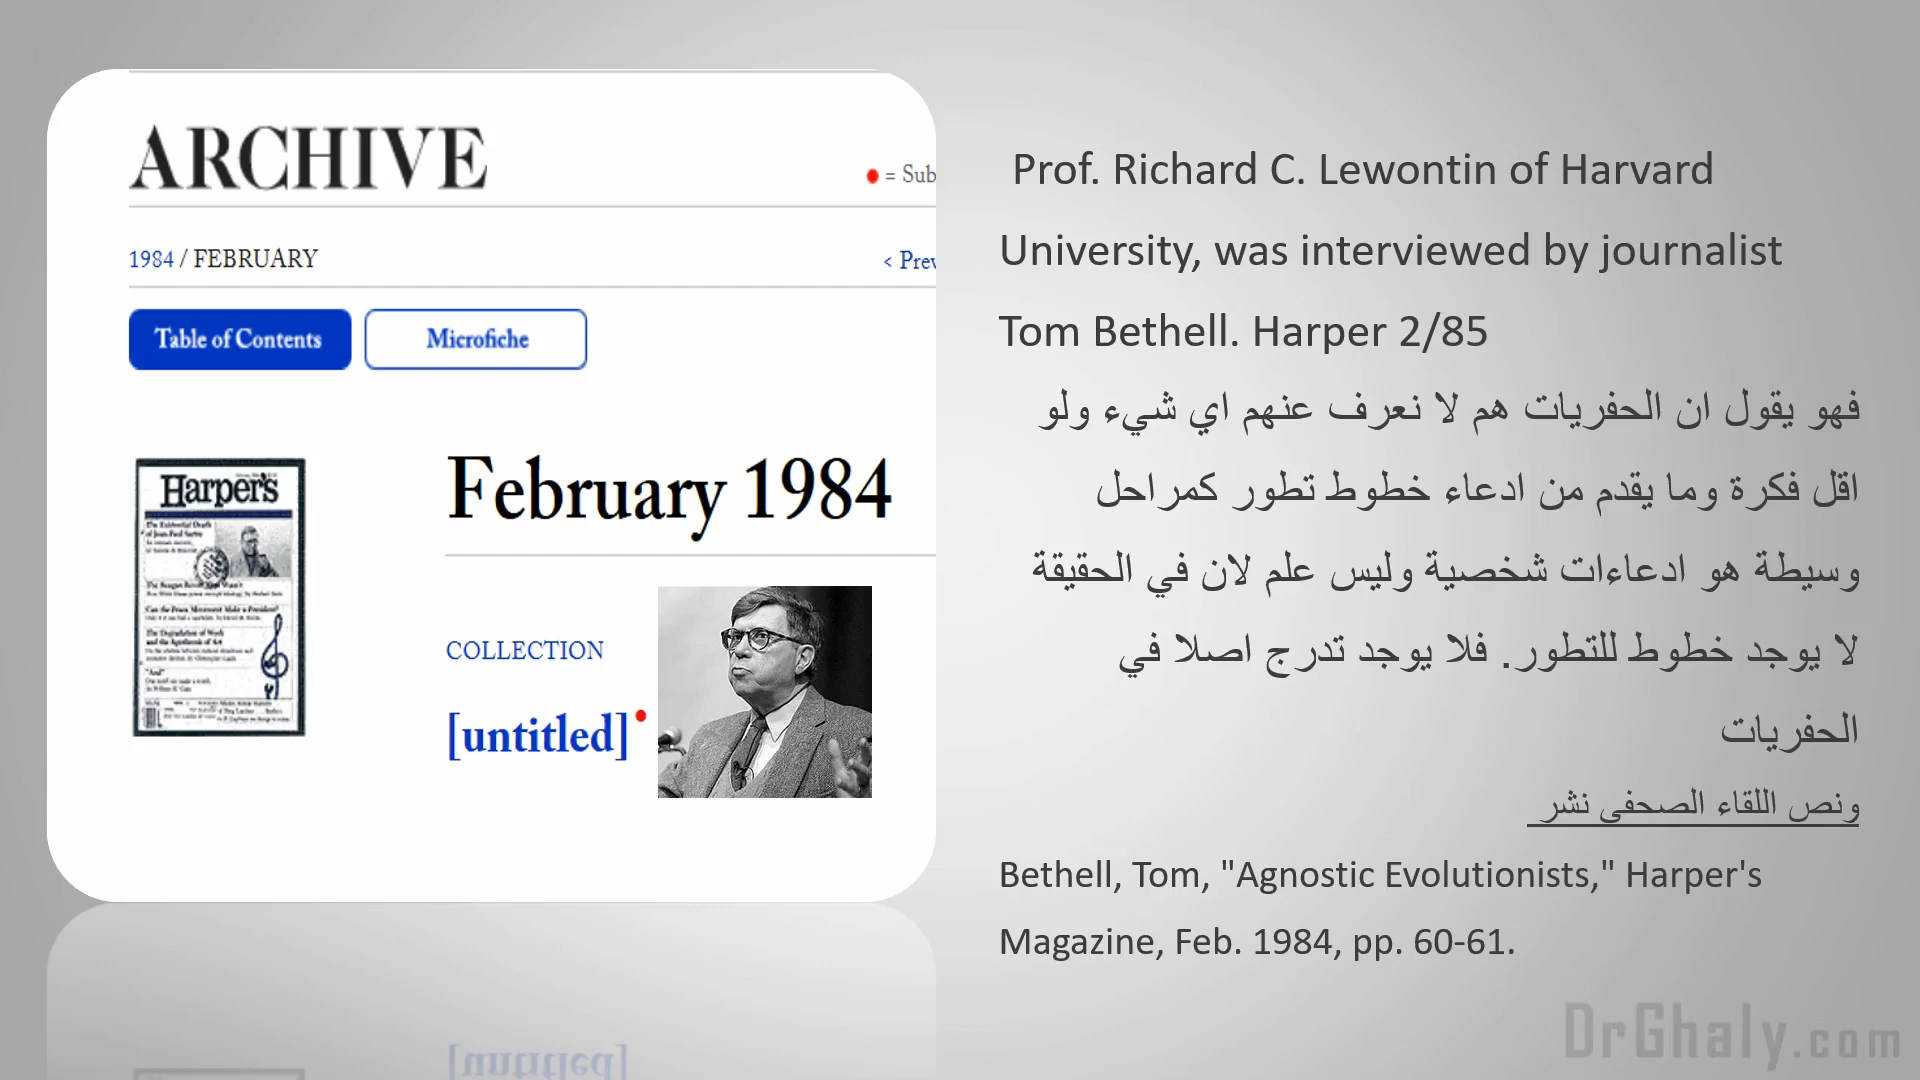 ARCHIVE
= Sub
1984 / FEBRUARY
< Prev
Table of Contents
Microfiche
Harper's
February 1984
COLLECTION
[untitled]
Prof. Richard C. Lewontin of Harvard
University, was interviewed by journalist
Tom Bethell. Harper 2/85
فهو يقول ان الحفريات هم لا نعرف عنهم اي شيء ولو
اقل فكرة وما يقدم من ادعاء خطوط تطور كمراحل
وسيطة هو ادعاءات شخصية وليس علم لان في الحقيقة
لا يوجد خطوط للتطور. فلا يوجد تدرج اصلا في
الحفريات
ونص اللقاء الصحفي نشر
Bethell, Tom, "Agnostic Evolutionists," Harper's
Magazine, Feb. 1984, pp. 60-61.
DrGhaly.com